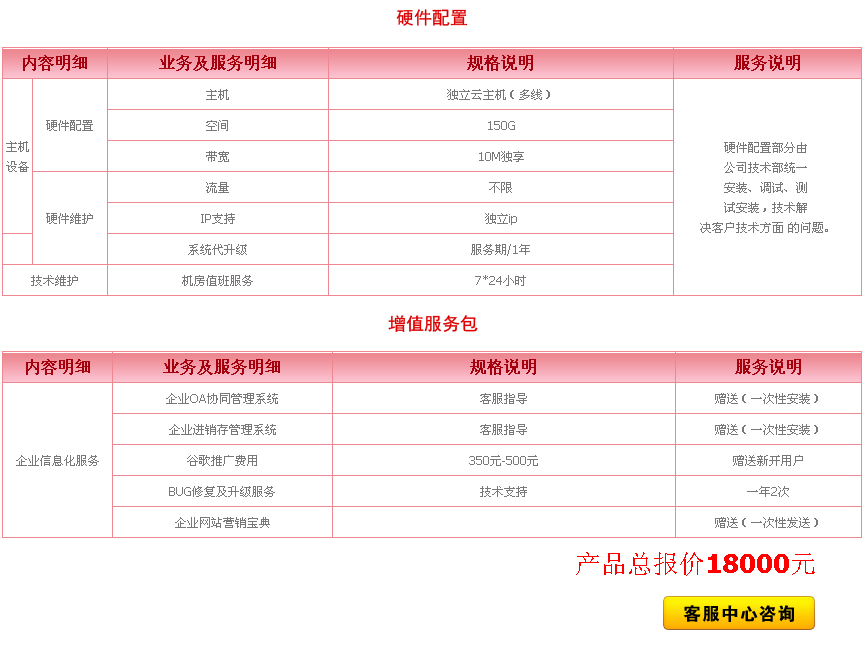 硬件配置
内容明细 业务及服务明细 规格说明 服务说明
主机设备 硬件配置 主机 独立云主机（多线）
空间 150G
带宽 10M独享
硬件维护 流量 不限
IP支持 独立ip
系统代升级 服务期/1年
技术维护 机房值班服务 7*24小时
硬件配置部分由
公司技术部统一
安装、调试、测
试安装，技术解
决客户技术方面 的问题。
增值服务包
内容明细 业务及服务明细 规格说明 服务说明
企业信息化服务 企业OA协同管理系统 客服指导 赠送（一次性安装）
企业进销存管理系统 客服指导 赠送（一次性安装）
谷歌推广费用 350元-500元 赠送新开用户
BUG修复及升级服务 技术支持 一年2次
企业网站营销宝典 赠送（一次性发送）
产品总报价18000元
客服中心咨询